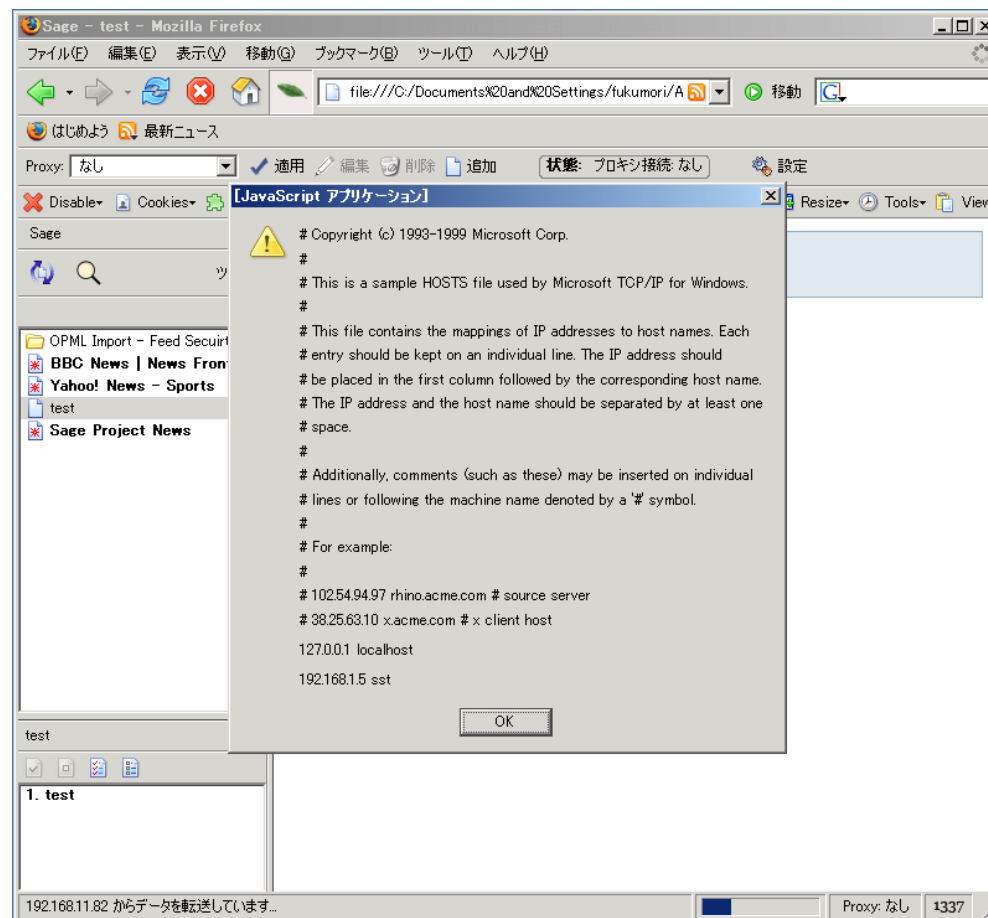 Sage - test - Mozilla Firefox
ファイル(F) 編集(E) 表示(V) 移動(G) ブックマーク(B) ツール(T) ヘルプ(H)
file:///C:/Documents%20and%20Settings/fukumori/A 移動 G
はじめよう 最新ニュース
Proxy: なし 適用 編集 削除 追加 状態: プロキシ接続: なし 設定
Disable Cookies Resize Tools View
[JavaScript アプリケーション]
Sage
ツ
OPML Import - Feed Secuirt
BBC News | News Fron
Yahoo! News - Sports
test
Sage Project News
# Copyright (c) 1993-1999 Microsoft Corp.
#
# This is a sample HOSTS file used by Microsoft TCP/IP for Windows.
#
# This file contains the mappings of IP addresses to host names. Each
# entry should be kept on an individual line. The IP address should
# be placed in the first column followed by the corresponding host name.
# The IP address and the host name should be separated by at least one
# space.
#
# Additionally, comments (such as these) may be inserted on individual
# lines or following the machine name denoted by a '#' symbol.
#
# For example:
#
# 102.54.94.97 rhino.acme.com # source server
# 38.25.63.10 x.acme.com # x client host
127.0.0.1 localhost
192.168.1.5 sst
OK
test
1. test
192.168.11.82 からデータを転送しています...
Proxy: なし 1337